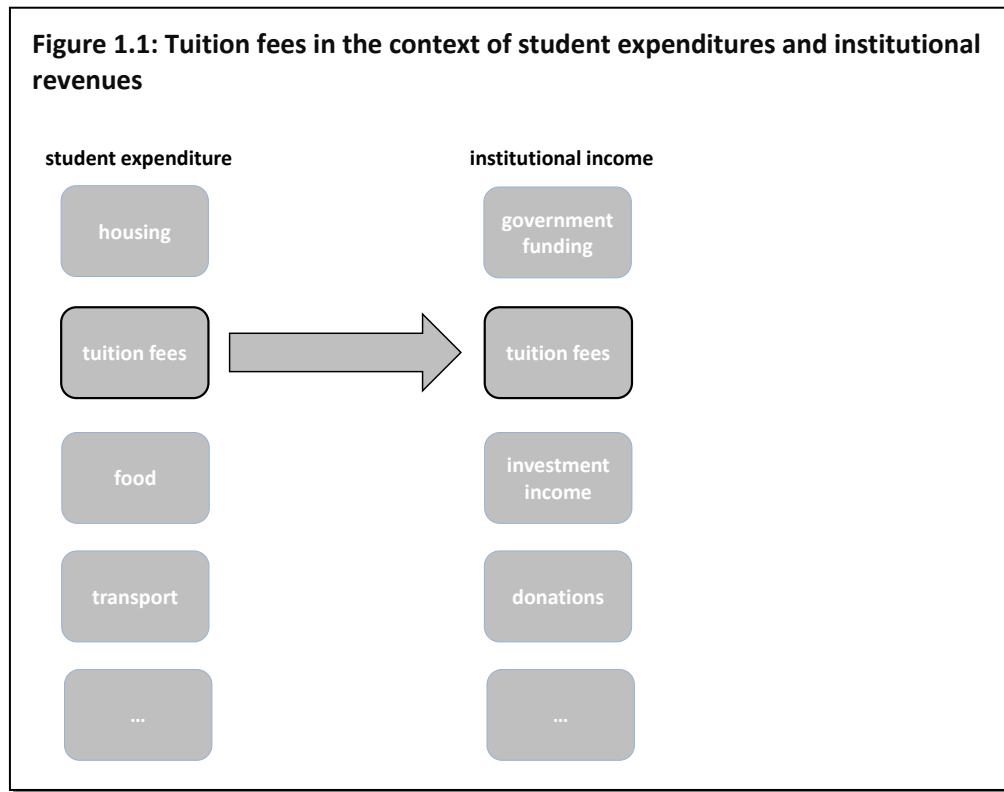 Figure 1.1: Tuition fees in the context of student expenditures and institutional
revenues
student expenditure
housing
tuition fees
food
transport
...
institutional income
government
funding
tuition fees
investment
income
donations
...